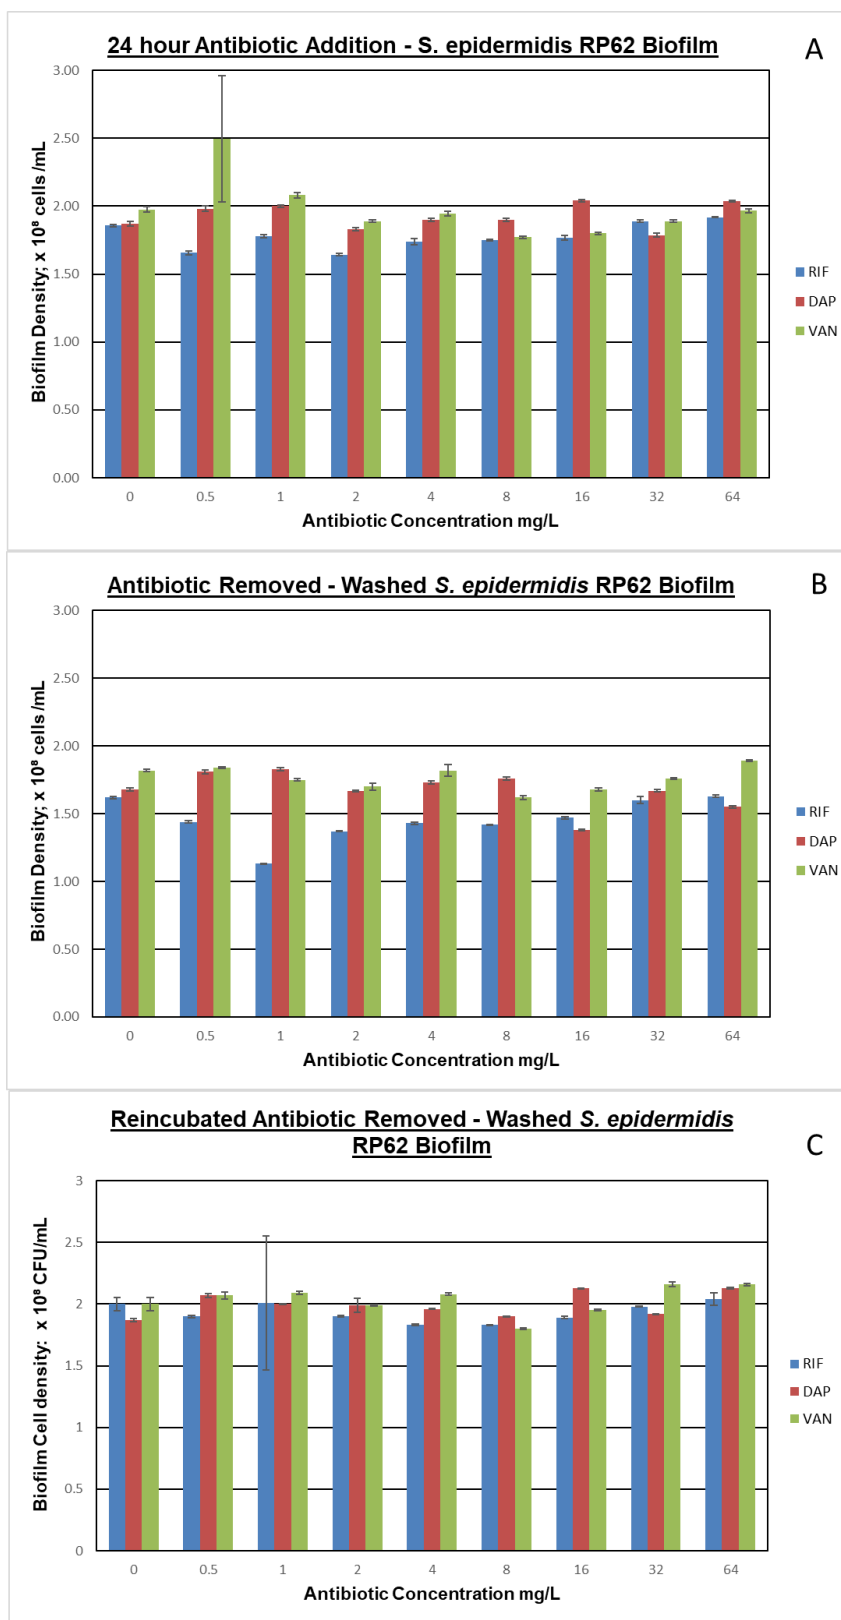 24 hour Antibiotic Addition - S. epidermidis RP62 Biofilm
A
3.00
2.50
2.00
1.50
1.00
0.50
0.00
Biofilm Density; x 10⁸ cells /mL
0 0.5 1 2 4 8 16 32 64
Antibiotic Concentration mg/L
RIF
DAP
VAN
Antibiotic Removed - Washed S. epidermidis RP62 Biofilm
B
3.00
2.50
2.00
1.50
1.00
0.50
0.00
Biofilm Density; x 10⁸ cells /mL
0 0.5 1 2 4 8 16 32 64
Antibiotic Concentration mg/L
RIF
DAP
VAN
Reincubated Antibiotic Removed - Washed S. epidermidis
RP62 Biofilm
C
3
2.5
2
1.5
1
0.5
0
Biofilm Cell density: x 10⁸ CFU/mL
0 0.5 1 2 4 8 16 32 64
Antibiotic Concentration mg/L
RIF
DAP
VAN